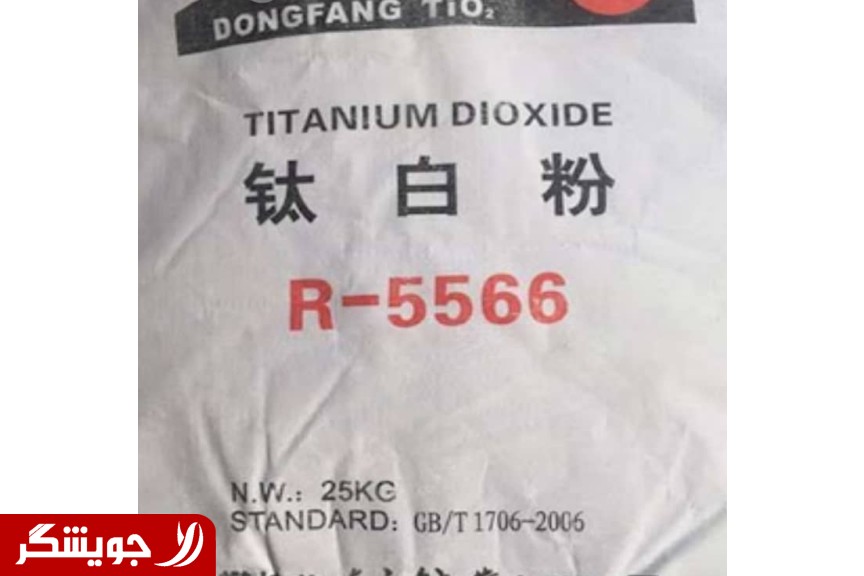 DONGFANG TiO₂
TITANIUM DIOXIDE
钛白粉
R-5566
N.W.: 25KG
STANDARD: GB/T 1706-2006
جویشگر